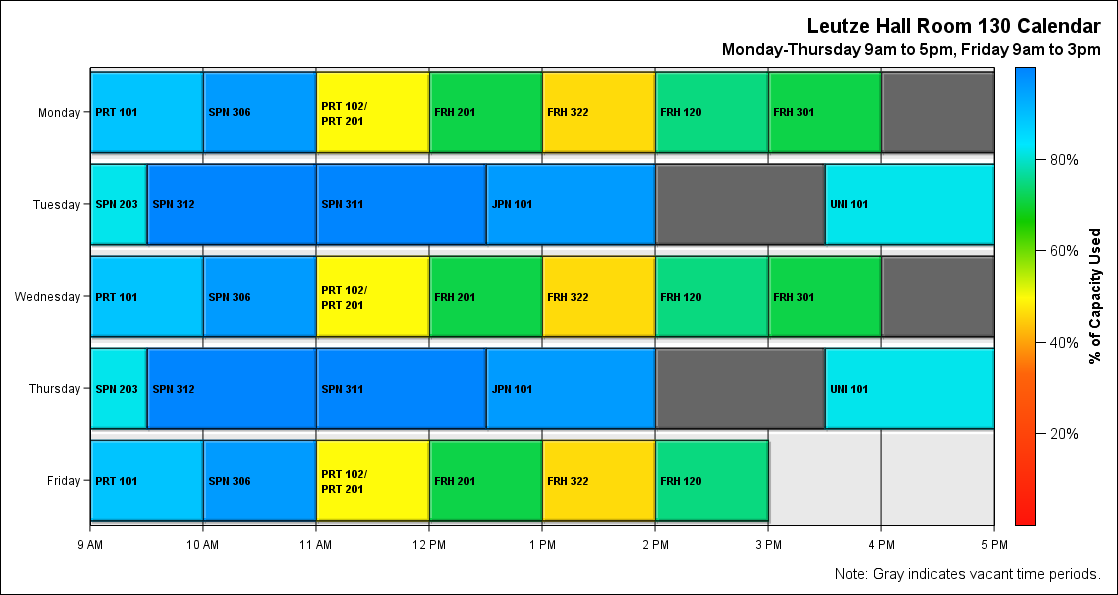 Leutze Hall Room 130 Calendar
Monday-Thursday 9am to 5pm, Friday 9am to 3pm
Monday
PRT 101
SPN 306
PRT 102/
PRT 201
FRH 201
FRH 322
FRH 120
FRH 301
Tuesday
SPN 203
SPN 312
SPN 311
JPN 101
UNI 101
Wednesday
PRT 101
SPN 306
PRT 102/
PRT 201
FRH 201
FRH 322
FRH 120
FRH 301
Thursday
SPN 203
SPN 312
SPN 311
JPN 101
UNI 101
Friday
PRT 101
SPN 306
PRT 102/
PRT 201
FRH 201
FRH 322
FRH 120
9 AM
10 AM
11 AM
12 PM
1 PM
2 PM
3 PM
4 PM
5 PM
80%
60%
40%
20%
% of Capacity Used
Note: Gray indicates vacant time periods.